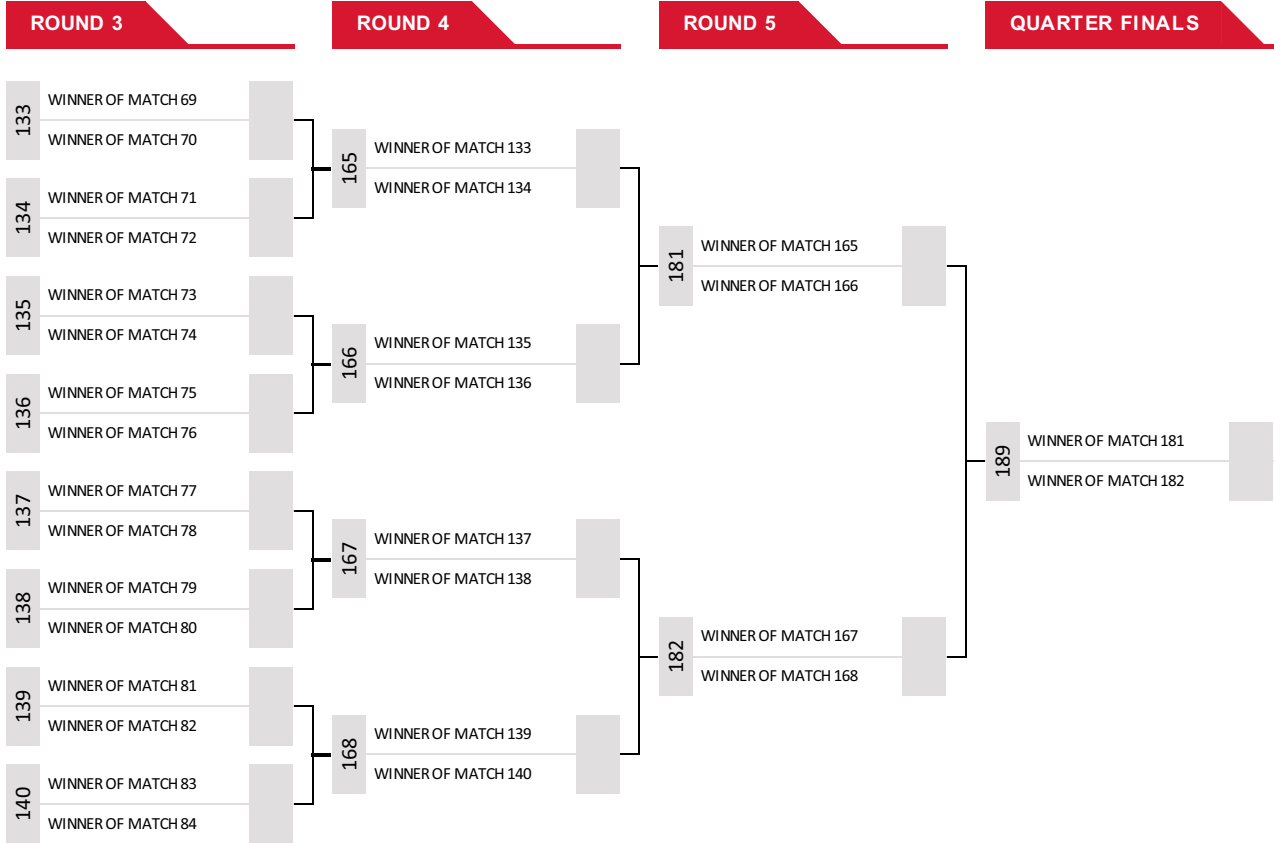 ROUND 3
ROUND 4
ROUND 5
QUARTER FINALS
133
WINNER OF MATCH 69
WINNER OF MATCH 70
134
WINNER OF MATCH 71
WINNER OF MATCH 72
135
WINNER OF MATCH 73
WINNER OF MATCH 74
136
WINNER OF MATCH 75
WINNER OF MATCH 76
137
WINNER OF MATCH 77
WINNER OF MATCH 78
138
WINNER OF MATCH 79
WINNER OF MATCH 80
139
WINNER OF MATCH 81
WINNER OF MATCH 82
140
WINNER OF MATCH 83
WINNER OF MATCH 84
165
WINNER OF MATCH 133
WINNER OF MATCH 134
166
WINNER OF MATCH 135
WINNER OF MATCH 136
167
WINNER OF MATCH 137
WINNER OF MATCH 138
168
WINNER OF MATCH 139
WINNER OF MATCH 140
181
WINNER OF MATCH 165
WINNER OF MATCH 166
182
WINNER OF MATCH 167
WINNER OF MATCH 168
189
WINNER OF MATCH 181
WINNER OF MATCH 182